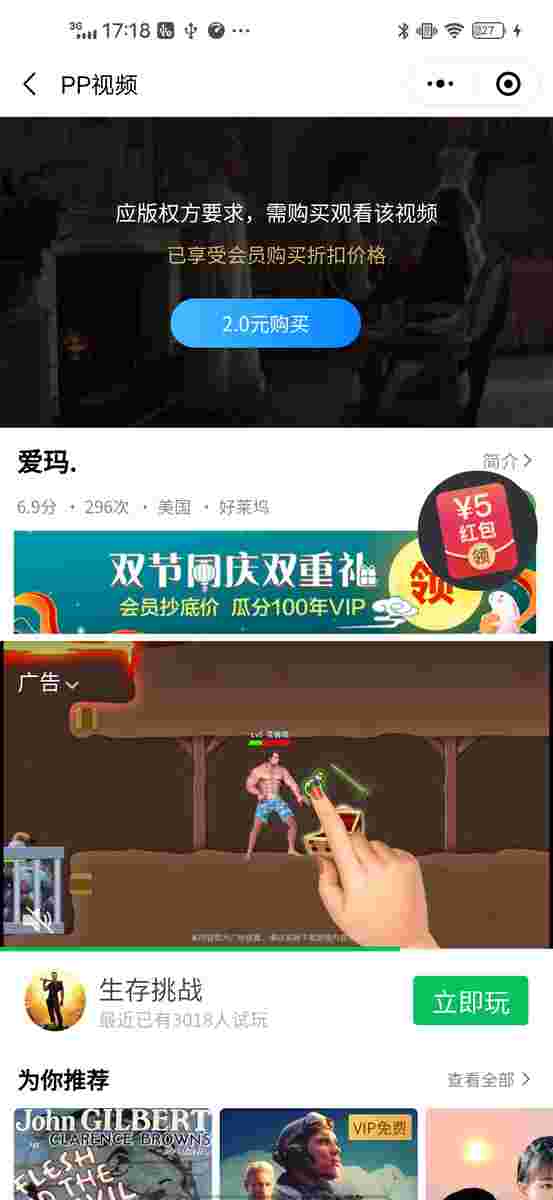 3G 17:18 27
PP视频
应版权方要求，需购买观看该视频
已享受会员购买折扣价格
2.0元购买
爱玛.
简介
6.9分 · 296次 · 美国 · 好莱坞
¥5
红包
领
双节同庆双重礼
会员抄底价 瓜分100年VIP
领
广告
生存挑战
最近已有3018人试玩
立即玩
为你推荐
查看全部
John GILBERT
CLARENCE BROWNS
FLESH
VIP免费